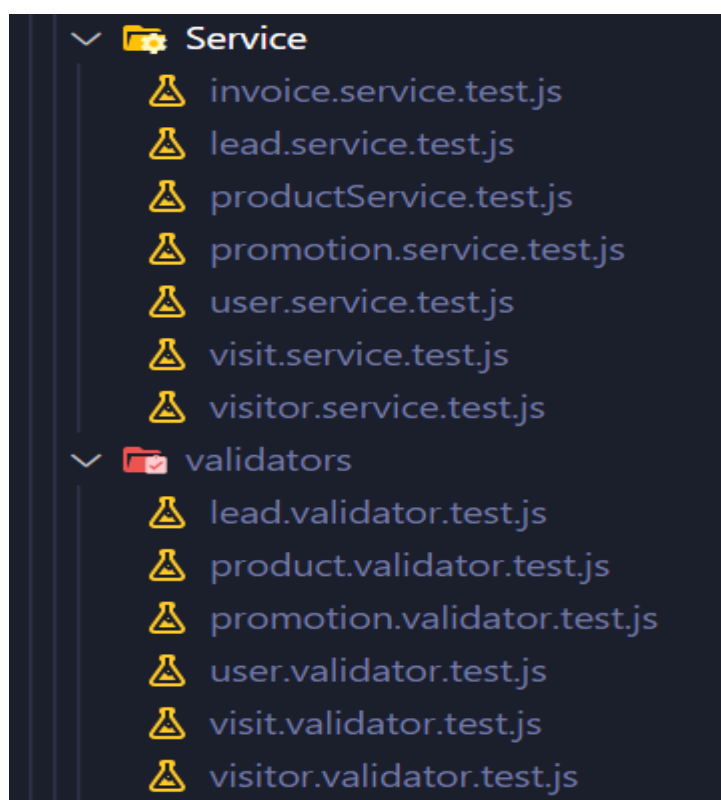 Service
invoice.service.test.js
lead.service.test.js
productService.test.js
promotion.service.test.js
user.service.test.js
visit.service.test.js
visitor.service.test.js
validators
lead.validator.test.js
product.validator.test.js
promotion.validator.test.js
user.validator.test.js
visit.validator.test.js
visitor.validator.test.js